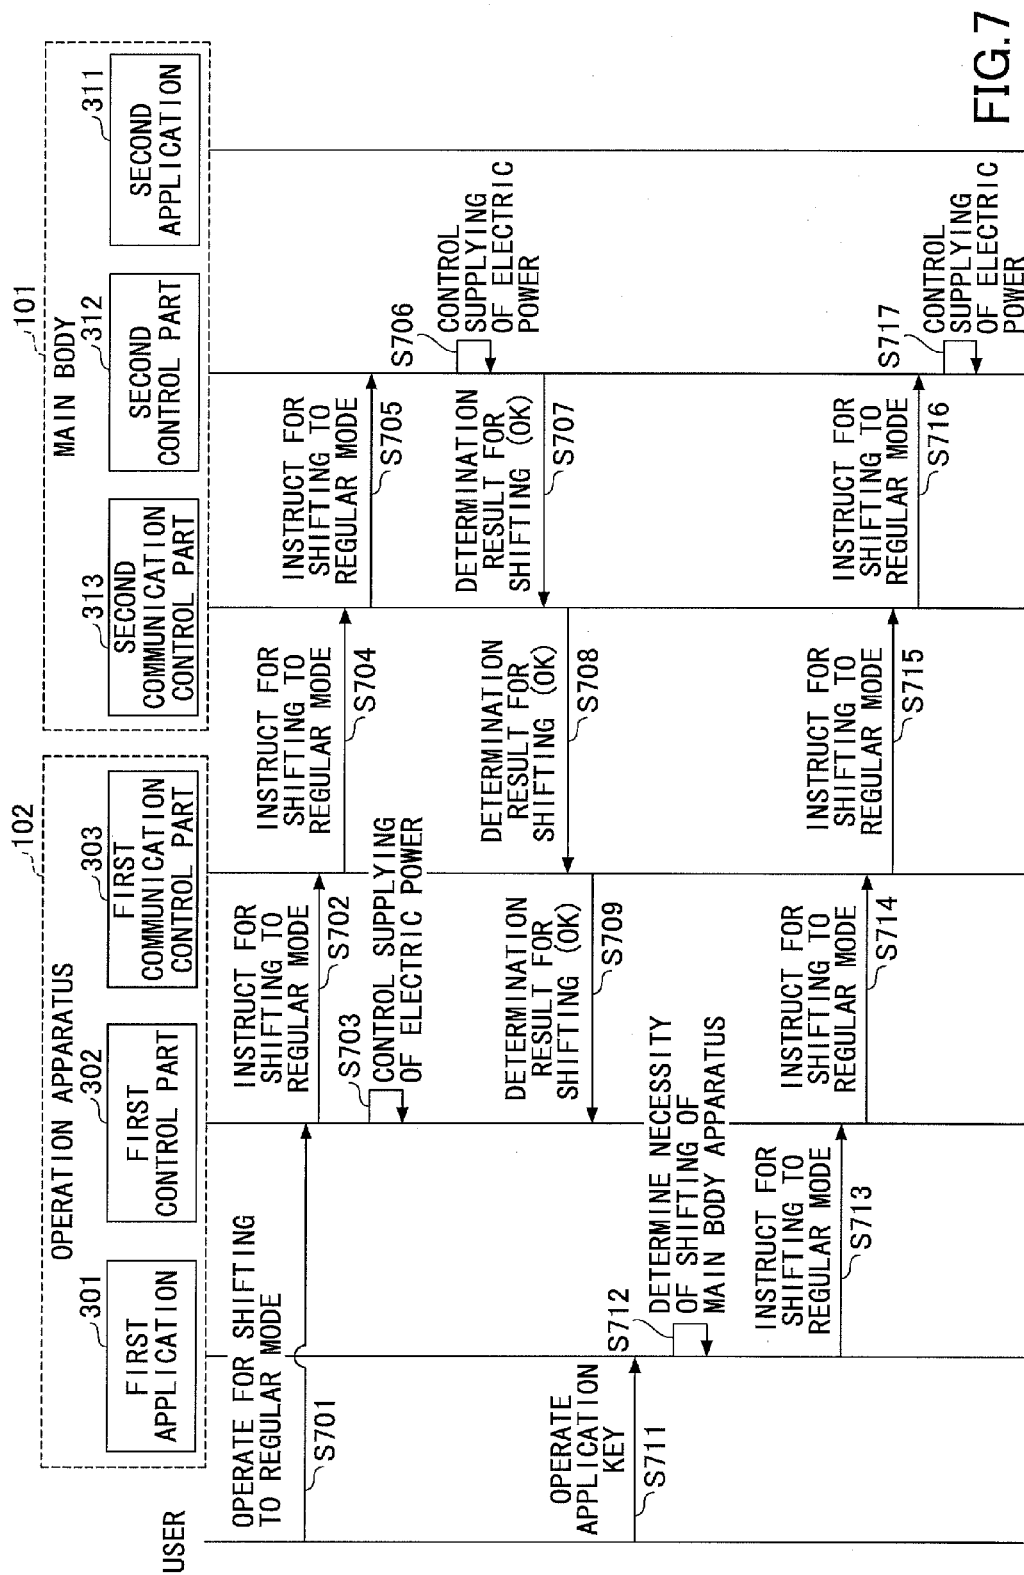 FIG.7
101
MAIN BODY
102
OPERATION APPARATUS
USER
301
FIRST
APPLICATION
302
FIRST
CONTROL PART
303
FIRST
COMMUNICATION
CONTROL PART
313
SECOND
COMMUNICATION
CONTROL PART
312
SECOND
CONTROL PART
311
SECOND
APPLICATION
OPERATE FOR SHIFTING
TO REGULAR MODE
S701
INSTRUCT FOR
SHIFTING TO
REGULAR MODE
S702
S703
CONTROL SUPPLYING
OF ELECTRIC POWER
INSTRUCT FOR
SHIFTING TO
REGULAR MODE
S704
INSTRUCT FOR
SHIFTING TO
REGULAR MODE
S705
S706
CONTROL
SUPPLYING
OF ELECTRIC
POWER
DETERMINATION
RESULT FOR
SHIFTING (OK)
S707
DETERMINATION
RESULT FOR
SHIFTING (OK)
S708
DETERMINATION
RESULT FOR
SHIFTING (OK)
S709
OPERATE
APPLICATION
KEY
S711
S712
DETERMINE NECESSITY
OF SHIFTING OF
MAIN BODY APPARATUS
INSTRUCT FOR
SHIFTING TO
REGULAR MODE
S713
INSTRUCT FOR
SHIFTING TO
REGULAR MODE
S714
INSTRUCT FOR
SHIFTING TO
REGULAR MODE
S715
INSTRUCT FOR
SHIFTING TO
REGULAR MODE
S716
S717
CONTROL
SUPPLYING
OF ELECTRIC
POWER